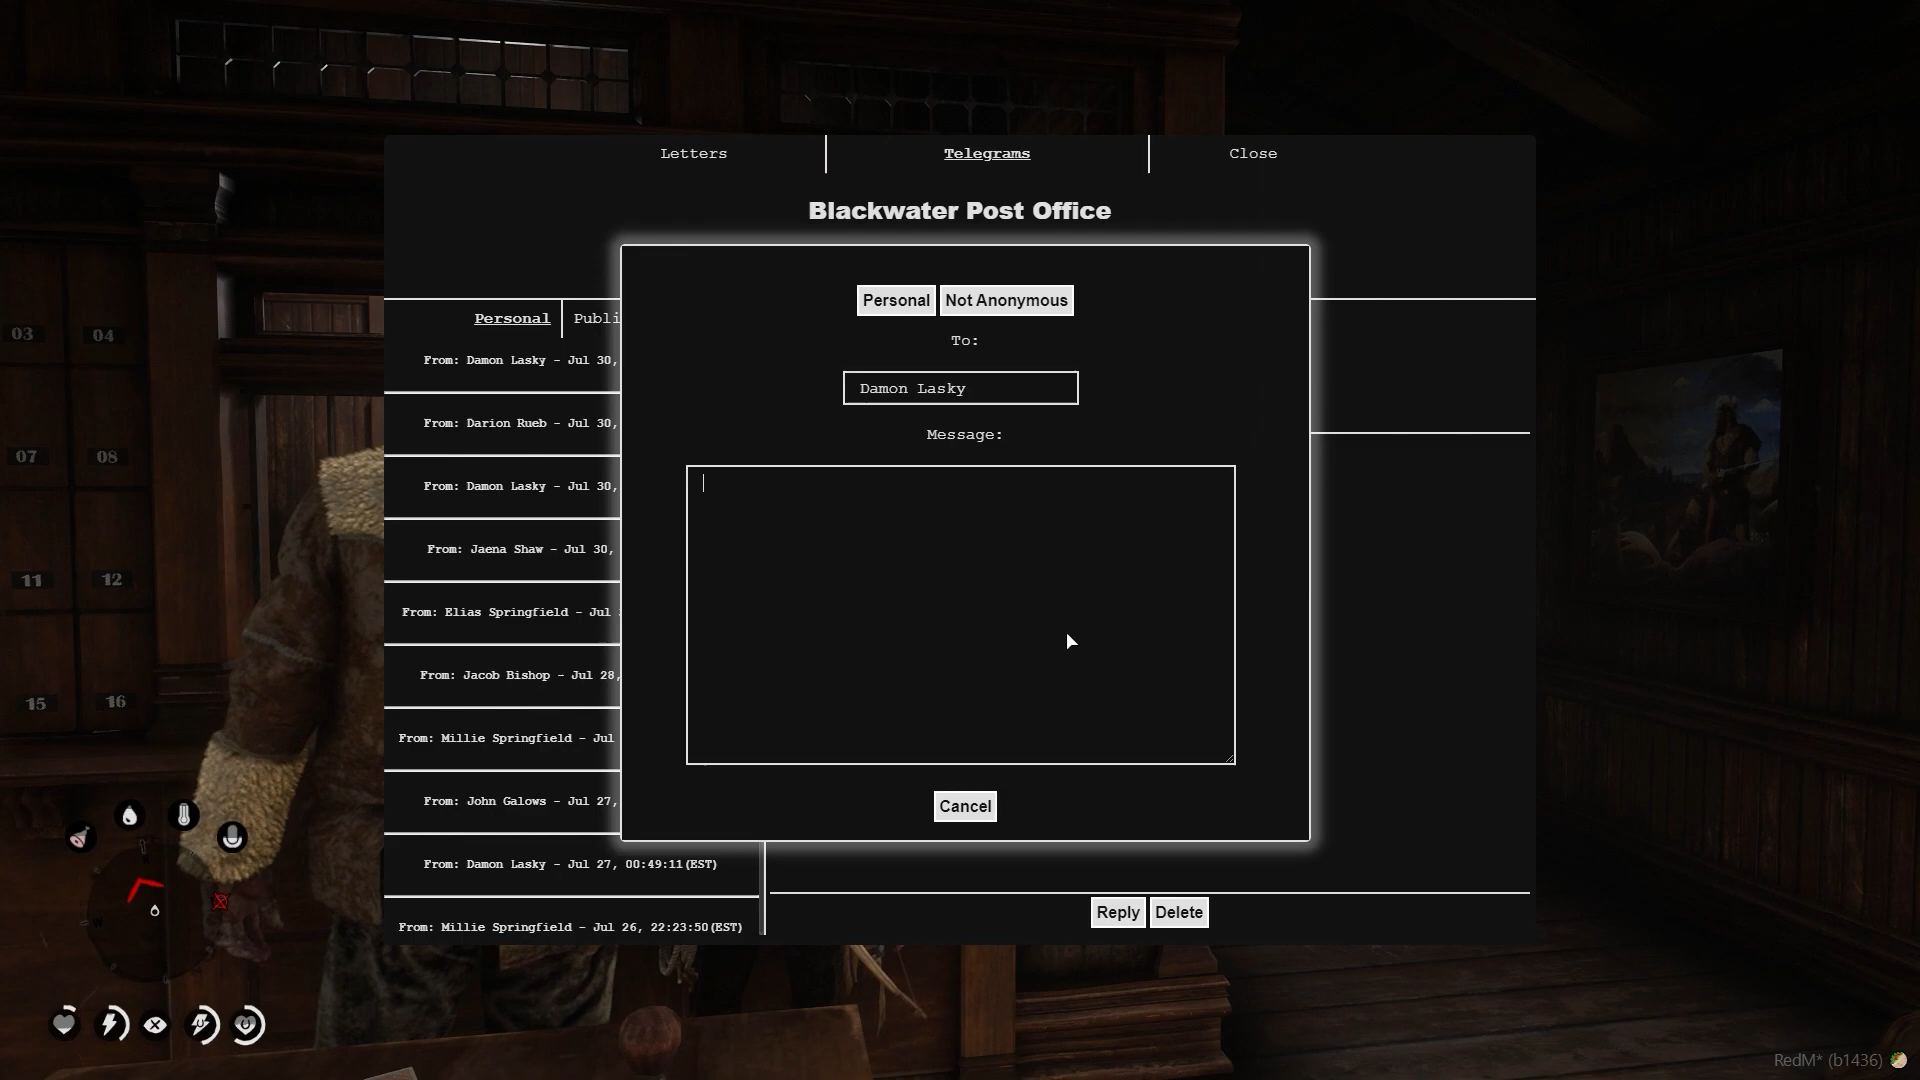 Letters
Telegrams
Close
Blackwater Post Office
Personal
Publi
From: Damon Lasky - Jul 30,
From: Darion Rueb - Jul 30,
From: Damon Lasky - Jul 30,
From: Jaena Shaw - Jul 30,
From: Elias Springfield - Jul
From: Jacob Bishop - Jul 28,
From: Millie Springfield - Jul
From: John Galows - Jul 27,
From: Damon Lasky - Jul 27, 00:49:11(EST)
From: Millie Springfield - Jul 26, 22:23:50(EST)
Personal
Not Anonymous
To:
Damon Lasky
Message:
Cancel
Reply
Delete
03 04
07 08
11 12
15 16
RedM* (b1436)